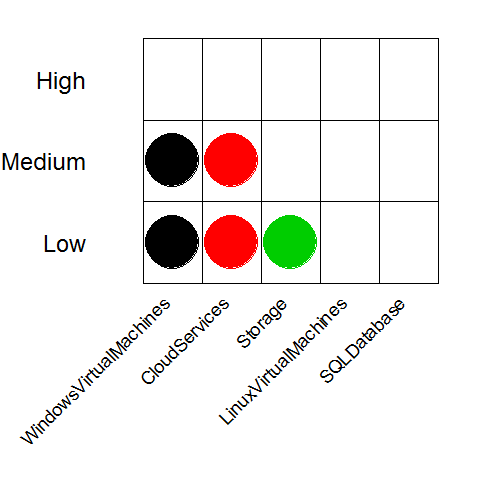 High
Medium
Low
WindowsVirtualMachines
CloudServices
Storage
LinuxVirtualMachines
SQLDatabase